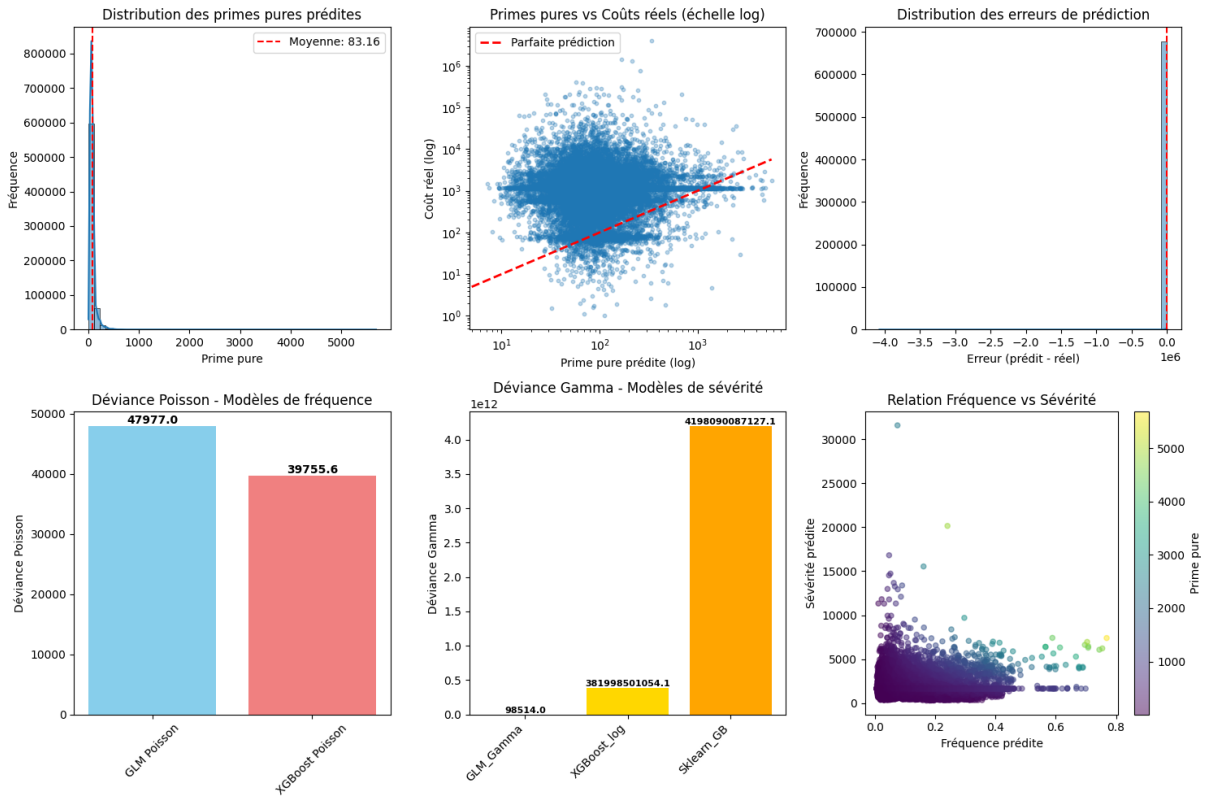 Distribution des primes pures prédites
Moyenne: 83.16
Fréquence
800000
700000
600000
500000
400000
300000
200000
100000
0
0 1000 2000 3000 4000 5000
Prime pure
Primes pures vs Coûts réels (échelle log)
Parfaite prédiction
Coût réel (log)
10⁶
10⁵
10⁴
10³
10²
10¹
10⁰
10¹ 10² 10³
Prime pure prédite (log)
Distribution des erreurs de prédiction
Fréquence
700000
600000
500000
400000
300000
200000
100000
0
−4.0 −3.5 −3.0 −2.5 −2.0 −1.5 −1.0 −0.5 0.0
1e6
Erreur (prédit - réel)
Déviance Poisson - Modèles de fréquence
Déviance Poisson
50000
40000
30000
20000
10000
0
47977.0
39755.6
GLM Poisson
XGBoost Poisson
Déviance Gamma - Modèles de sévérité
1e12
Déviance Gamma
4.0
3.5
3.0
2.5
2.0
1.5
1.0
0.5
0.0
98514.0
381998501054.1
4198090087127.1
GLM_Gamma
XGBoost_log
Sklearn_GB
Relation Fréquence vs Sévérité
Sévérité prédite
30000
25000
20000
15000
10000
5000
0
0.0 0.2 0.4 0.6 0.8
Fréquence prédite
5000
4000
3000
2000
1000
Prime pure